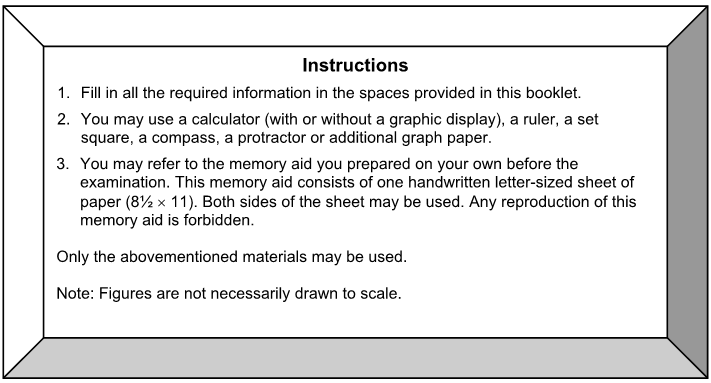 Instructions
1. Fill in all the required information in the spaces provided in this booklet.
2. You may use a calculator (with or without a graphic display), a ruler, a set
square, a compass, a protractor or additional graph paper.
3. You may refer to the memory aid you prepared on your own before the
examination. This memory aid consists of one handwritten letter-sized sheet of
paper (8½ × 11). Both sides of the sheet may be used. Any reproduction of this
memory aid is forbidden.
Only the abovementioned materials may be used.
Note: Figures are not necessarily drawn to scale.